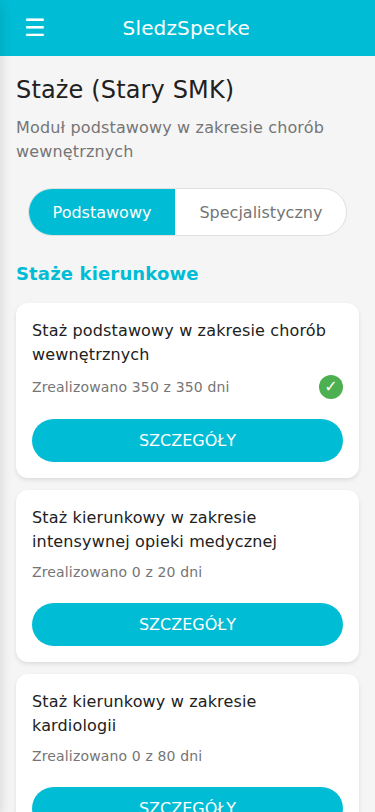 SledzSpecke
Staże (Stary SMK)
Moduł podstawowy w zakresie chorób
wewnętrznych
Podstawowy
Specjalistyczny
Staże kierunkowe
Staż podstawowy w zakresie chorób
wewnętrznych
Zrealizowano 350 z 350 dni
SZCZEGÓŁY
Staż kierunkowy w zakresie
intensywnej opieki medycznej
Zrealizowano 0 z 20 dni
SZCZEGÓŁY
Staż kierunkowy w zakresie
kardiologii
Zrealizowano 0 z 80 dni
SZCZEGÓŁY